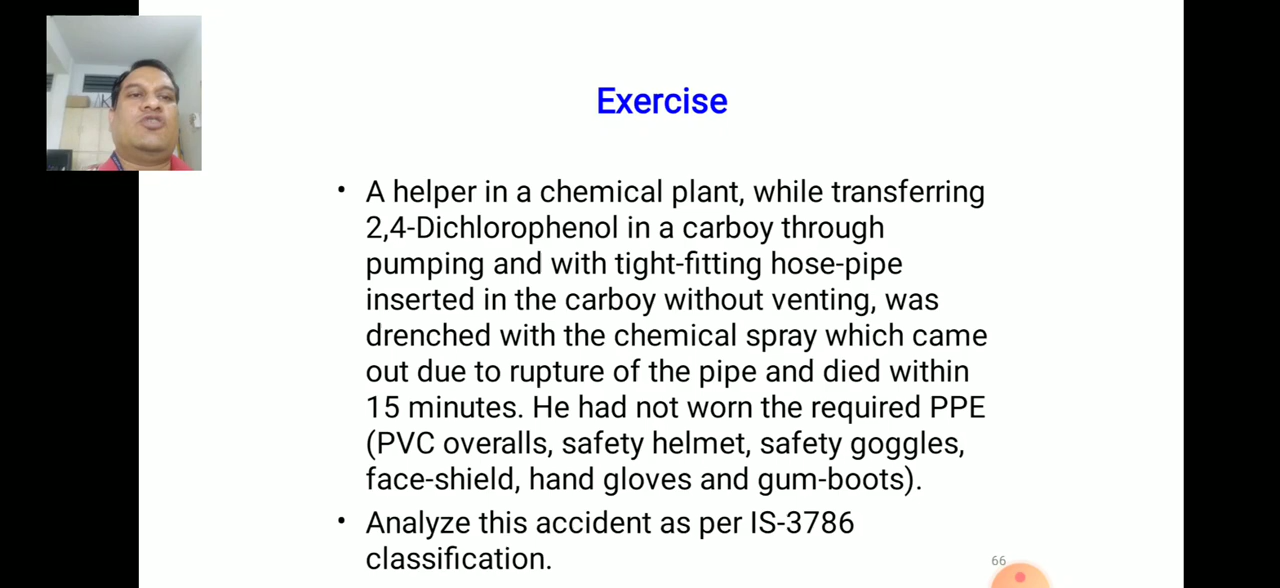 Exercise
• A helper in a chemical plant, while transferring
2,4-Dichlorophenol in a carboy through
pumping and with tight-fitting hose-pipe
inserted in the carboy without venting, was
drenched with the chemical spray which came
out due to rupture of the pipe and died within
15 minutes. He had not worn the required PPE
(PVC overalls, safety helmet, safety goggles,
face-shield, hand gloves and gum-boots).
• Analyze this accident as per IS-3786
classification.
66